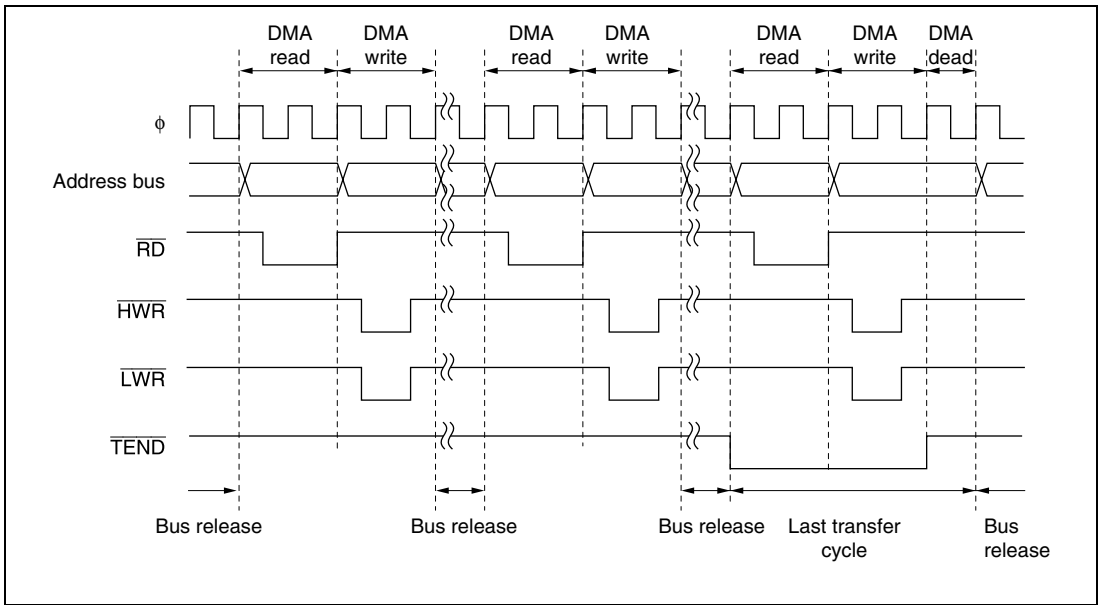 DMA read
DMA write
DMA read
DMA write
DMA read
DMA write
DMA dead
ϕ
Address bus
RD
HWR
LWR
TEND
Bus release
Bus release
Bus release
Last transfer cycle
Bus release